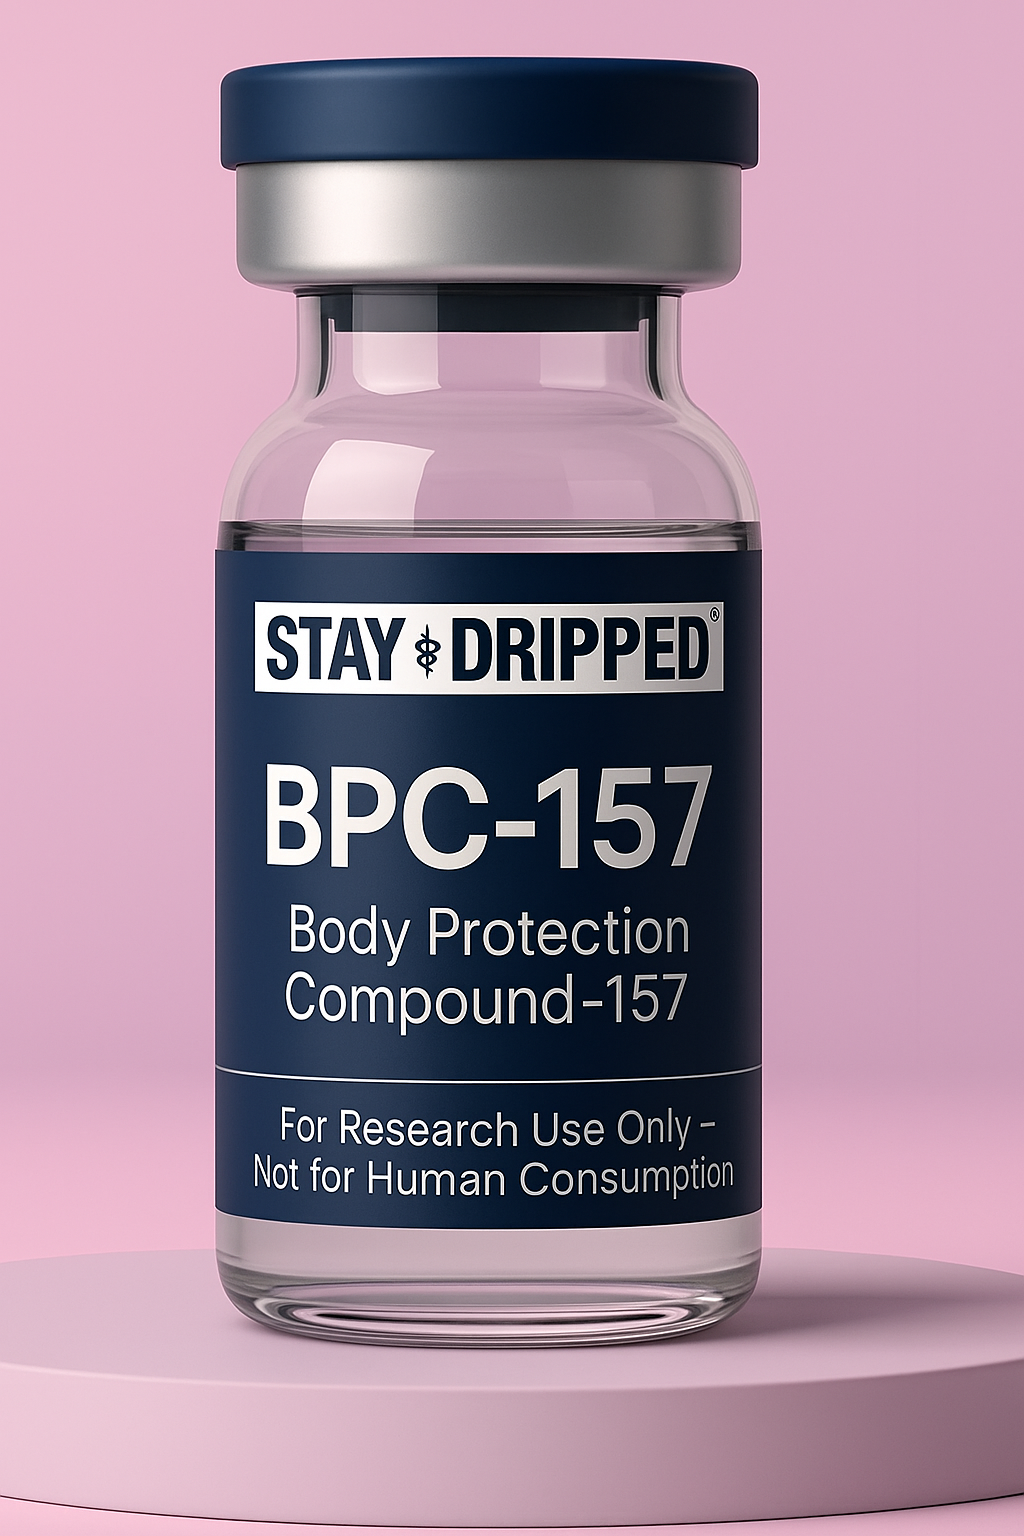 STAY DRIPPED®
BPC-157
Body Protection
Compound-157
For Research Use Only –
Not for Human Consumption